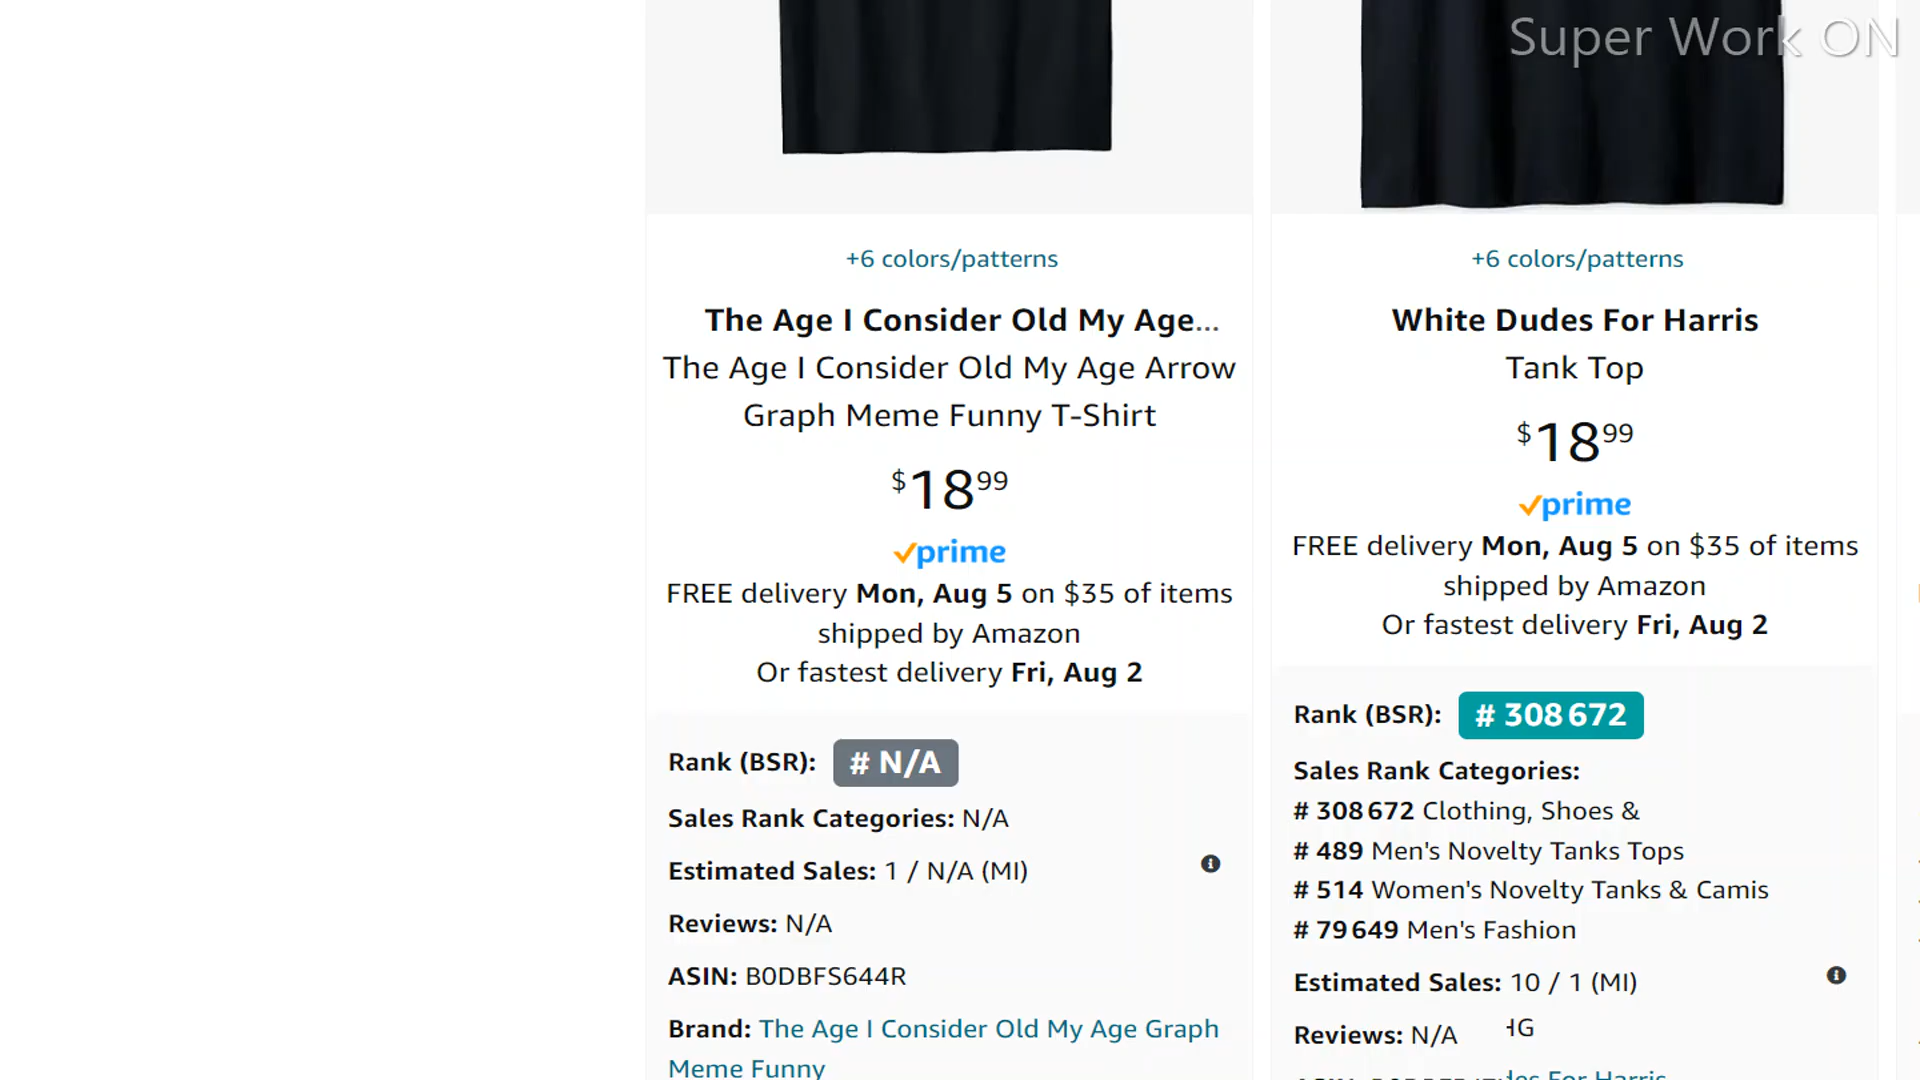 Super Work ON
+6 colors/patterns
The Age I Consider Old My Age...
The Age I Consider Old My Age Arrow
Graph Meme Funny T-Shirt
$18 99
prime
FREE delivery Mon, Aug 5 on $35 of items
shipped by Amazon
Or fastest delivery Fri, Aug 2
Rank (BSR): # N/A
Sales Rank Categories: N/A
Estimated Sales: 1 / N/A (MI)
Reviews: N/A
ASIN: B0DBFS644R
Brand: The Age I Consider Old My Age Graph
Meme Funny
+6 colors/patterns
White Dudes For Harris
Tank Top
$18 99
prime
FREE delivery Mon, Aug 5 on $35 of items
shipped by Amazon
Or fastest delivery Fri, Aug 2
Rank (BSR): # 308 672
Sales Rank Categories:
# 308 672 Clothing, Shoes &
# 489 Men's Novelty Tanks Tops
# 514 Women's Novelty Tanks & Camis
# 79 649 Men's Fashion
Estimated Sales: 10 / 1 (MI)
Reviews: N/A
For Harris